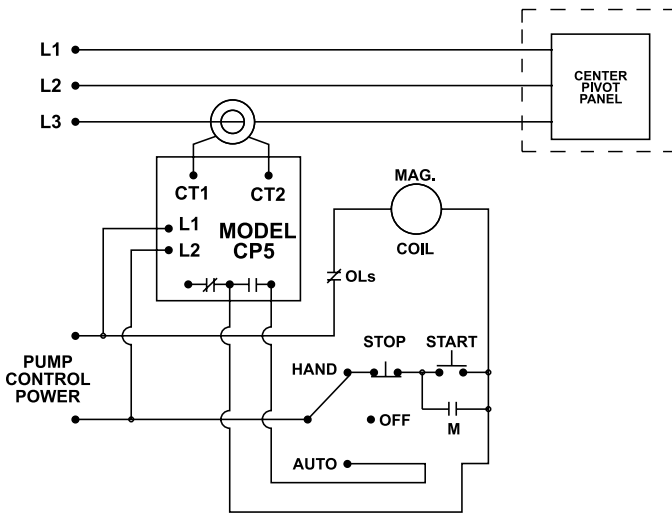 L1
L2
L3
CENTER
PIVOT
PANEL
CT1
CT2
MAG.
COIL
L1
L2
MODEL
CP5
OLs
PUMP
CONTROL
POWER
HAND
STOP
START
OFF
M
AUTO